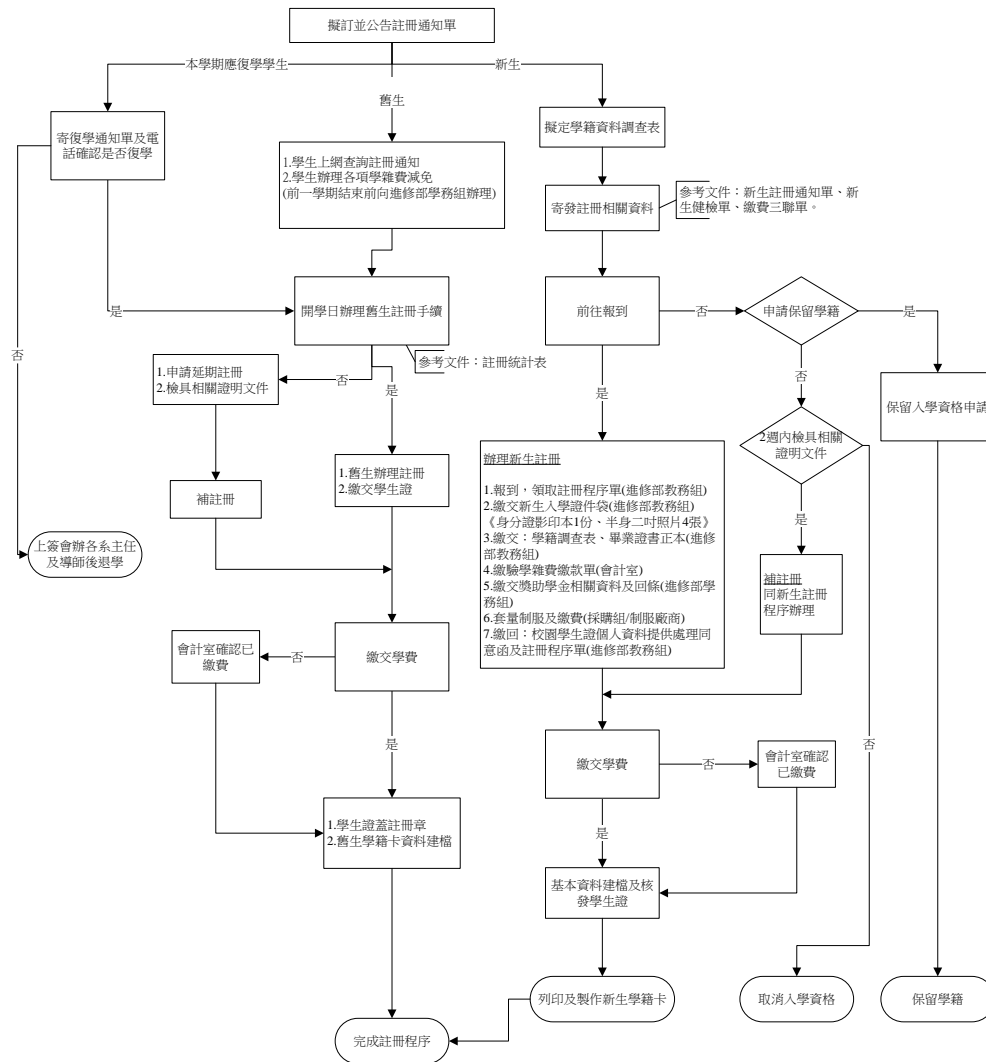 擬訂並公告註冊通知單
本學期應復學學生
新生
舊生
寄復學通知單及電
話確認是否復學
擬定學籍資料調查表
1.學生上網查詢註冊通知
2.學生辦理各項學雜費減免
(前一學期結束前向進修部學務組辦理)
寄發註冊相關資料
參考文件：新生註冊通知單、新
生健檢單、繳費三聯單。
是
開學日辦理舊生註冊手續
前往報到
否
申請保留學籍
是
否
參考文件：註冊統計表
1.申請延期註冊
2.檢具相關證明文件
否
是
是
否
保留入學資格申請
2週內檢具相關
證明文件
1.舊生辦理註冊
2.繳交學生證
補註冊
辦理新生註冊
1.報到，領取註冊程序單(進修部教務組)
2.繳交新生入學證件袋(進修部教務組)
《身分證影印本1份、半身二吋照片4張》
3.繳交：學籍調查表、畢業證書正本(進修
部教務組)
4.繳驗學雜費繳款單(會計室)
5.繳交獎助學金相關資料及回條(進修部學
務組)
6.套量制服及繳費(採購組/制服廠商)
7.繳回：校園學生證個人資料提供處理同
意函及註冊程序單(進修部教務組)
是
上簽會辦各系主任
及導師後退學
補註冊
同新生註冊
程序辦理
會計室確認已
繳費
否
繳交學費
是
否
繳交學費
否
會計室確認
已繳費
1.學生證蓋註冊章
2.舊生學籍卡資料建檔
是
基本資料建檔及核
發學生證
列印及製作新生學籍卡
取消入學資格
保留學籍
完成註冊程序